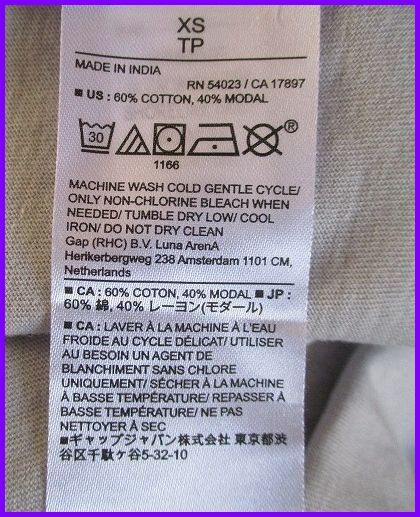 XS
TP
MADE IN INDIA
RN 54023 / CA 17897
■ US : 60% COTTON, 40% MODAL
30
®
1166
MACHINE WASH COLD GENTLE CYCLE/
ONLY NON-CHLORINE BLEACH WHEN
NEEDED/ TUMBLE DRY LOW/ COOL
IRON/ DO NOT DRY CLEAN
Gap (RHC) B.V. Luna ArenA
Herikerbergweg 238 Amsterdam 1101 CM,
Netherlands
■ CA : 60% COTON, 40% MODAL ■ JP :
60% 綿, 40% レーヨン(モダール)
■ CA : LAVER À LA MACHINE À L'EAU
FROIDE AU CYCLE DÉLICAT/ UTILISER
AU BESOIN UN AGENT DE
BLANCHIMENT SANS CHLORE
UNIQUEMENT/ SÉCHER À LA MACHINE
À BASSE TEMPÉRATURE/ REPASSER À
BASSE TEMPÉRATURE/ NE PAS
NETTOYER À SEC
■ギャップジャパン株式会社 東京都渋
谷区千駄ヶ谷5-32-10